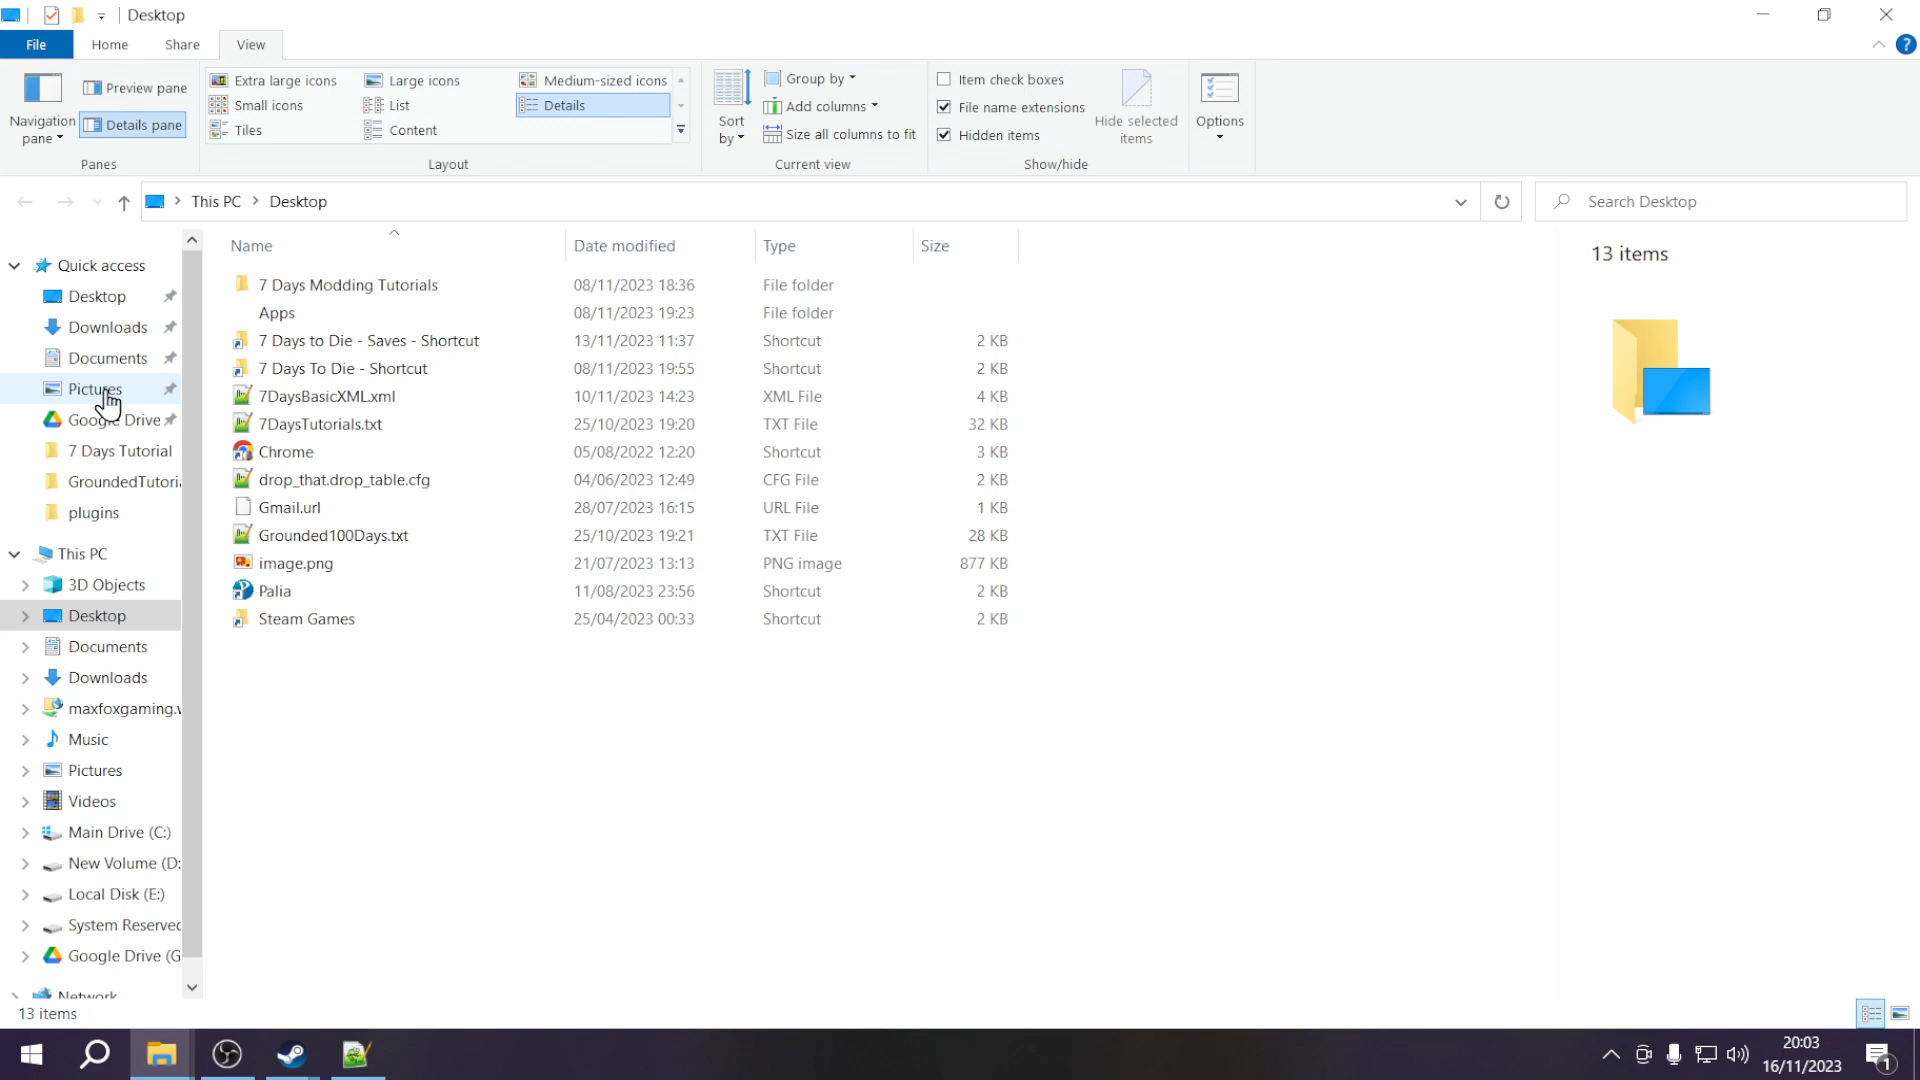 Desktop
File Home Share View
Navigation pane
Preview pane
Details pane
Panes
Extra large icons Large icons Medium-sized icons
Small icons List Details
Tiles Content
Layout
Sort by
Group by
Add columns
Size all columns to fit
Current view
Item check boxes
File name extensions
Hidden items
Hide selected items
Show/hide
Options
This PC > Desktop
Search Desktop
Quick access
Desktop
Downloads
Documents
Pictures
Google Drive
7 Days Tutorial
GroundedTutori
plugins
This PC
3D Objects
Desktop
Documents
Downloads
maxfoxgaming.
Music
Pictures
Videos
Main Drive (C:)
New Volume (D:
Local Disk (E:)
System Reserved
Google Drive (G
Network
Name Date modified Type Size
7 Days Modding Tutorials 08/11/2023 18:36 File folder
Apps 08/11/2023 19:23 File folder
7 Days to Die - Saves - Shortcut 13/11/2023 11:37 Shortcut 2 KB
7 Days To Die - Shortcut 08/11/2023 19:55 Shortcut 2 KB
7DaysBasicXML.xml 10/11/2023 14:23 XML File 4 KB
7DaysTutorials.txt 25/10/2023 19:20 TXT File 32 KB
Chrome 05/08/2022 12:20 Shortcut 3 KB
drop_that.drop_table.cfg 04/06/2023 12:49 CFG File 2 KB
Gmail.url 28/07/2023 16:15 URL File 1 KB
Grounded100Days.txt 25/10/2023 19:21 TXT File 28 KB
image.png 21/07/2023 13:13 PNG image 877 KB
Palia 11/08/2023 23:56 Shortcut 2 KB
Steam Games 25/04/2023 00:33 Shortcut 2 KB
13 items
13 items
20:03
16/11/2023
1